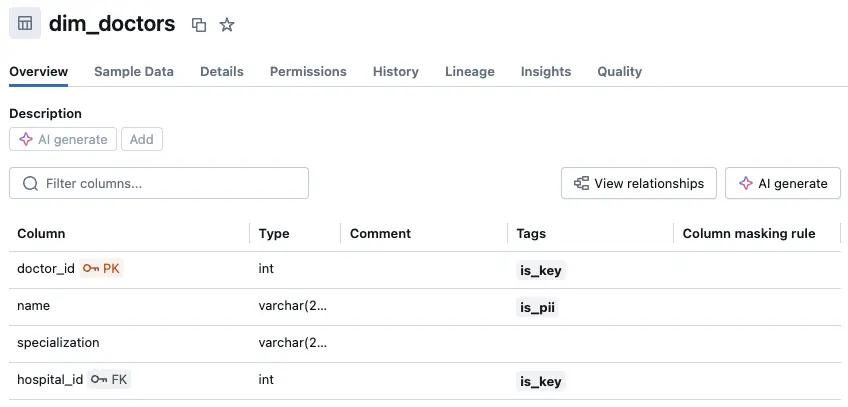 dim_doctors
Overview Sample Data Details Permissions History Lineage Insights Quality
Description
AI generate Add
Filter columns... View relationships AI generate
Column Type Comment Tags Column masking rule
doctor_id PK int is_key
name varchar(2... is_pii
specialization varchar(2...
hospital_id FK int is_key